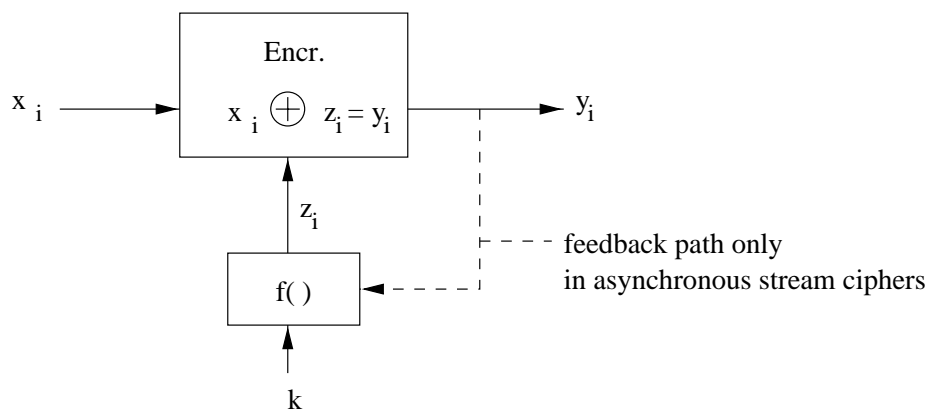 Encr.
x i
x i ⊕ z i = y i
y i
z i
feedback path only
in asynchronous stream ciphers
f( )
k